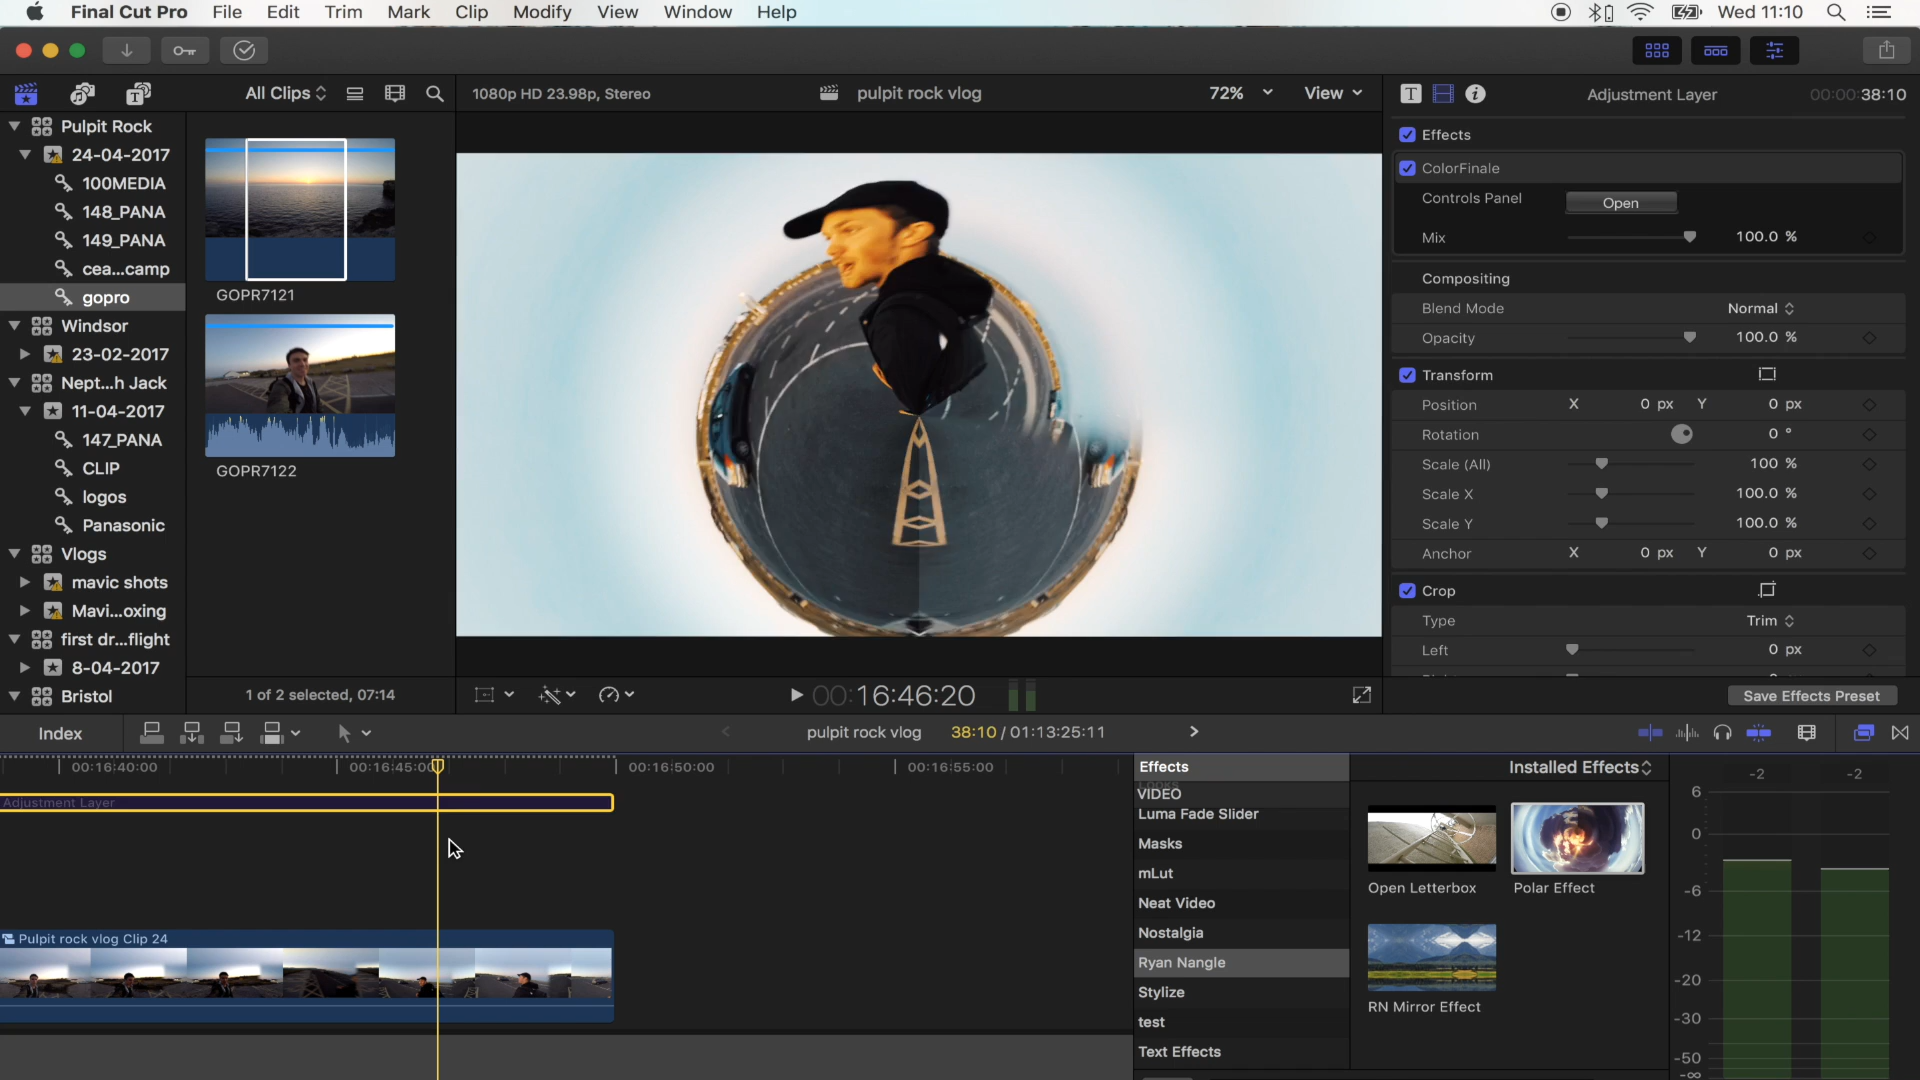 Final Cut Pro File Edit Trim Mark Clip Modify View Window Help Wed 11:10
All Clips 1080p HD 23.98p, Stereo pulpit rock vlog 72% View Adjustment Layer 00:00:38:10
Pulpit Rock
24-04-2017
100MEDIA
148_PANA
149_PANA
cea...camp
gopro
Windsor
23-02-2017
Nept...h Jack
11-04-2017
147_PANA
CLIP
logos
Panasonic
Vlogs
mavic shots
Mavi...oxing
first dr...flight
8-04-2017
Bristol
GOPR7121
GOPR7122
1 of 2 selected, 07:14
00:16:46:20
Effects
ColorFinale
Controls Panel Open
Mix 100.0 %
Compositing
Blend Mode Normal
Opacity 100.0 %
Transform
Position X 0 px Y 0 px
Rotation 0 °
Scale (All) 100 %
Scale X 100.0 %
Scale Y 100.0 %
Anchor X 0 px Y 0 px
Crop
Type Trim
Left 0 px
Save Effects Preset
Index pulpit rock vlog 38:10 / 01:13:25:11
00:16:40:00 00:16:45:00 00:16:50:00 00:16:55:00
Adjustment Layer
Pulpit rock vlog Clip 24
Effects Installed Effects
VIDEO
Luma Fade Slider
Masks
mLut
Neat Video
Nostalgia
Ryan Nangle
Stylize
test
Text Effects
Open Letterbox Polar Effect
RN Mirror Effect
-2 -2
6
0
-6
-12
-20
-30
-50
-∞